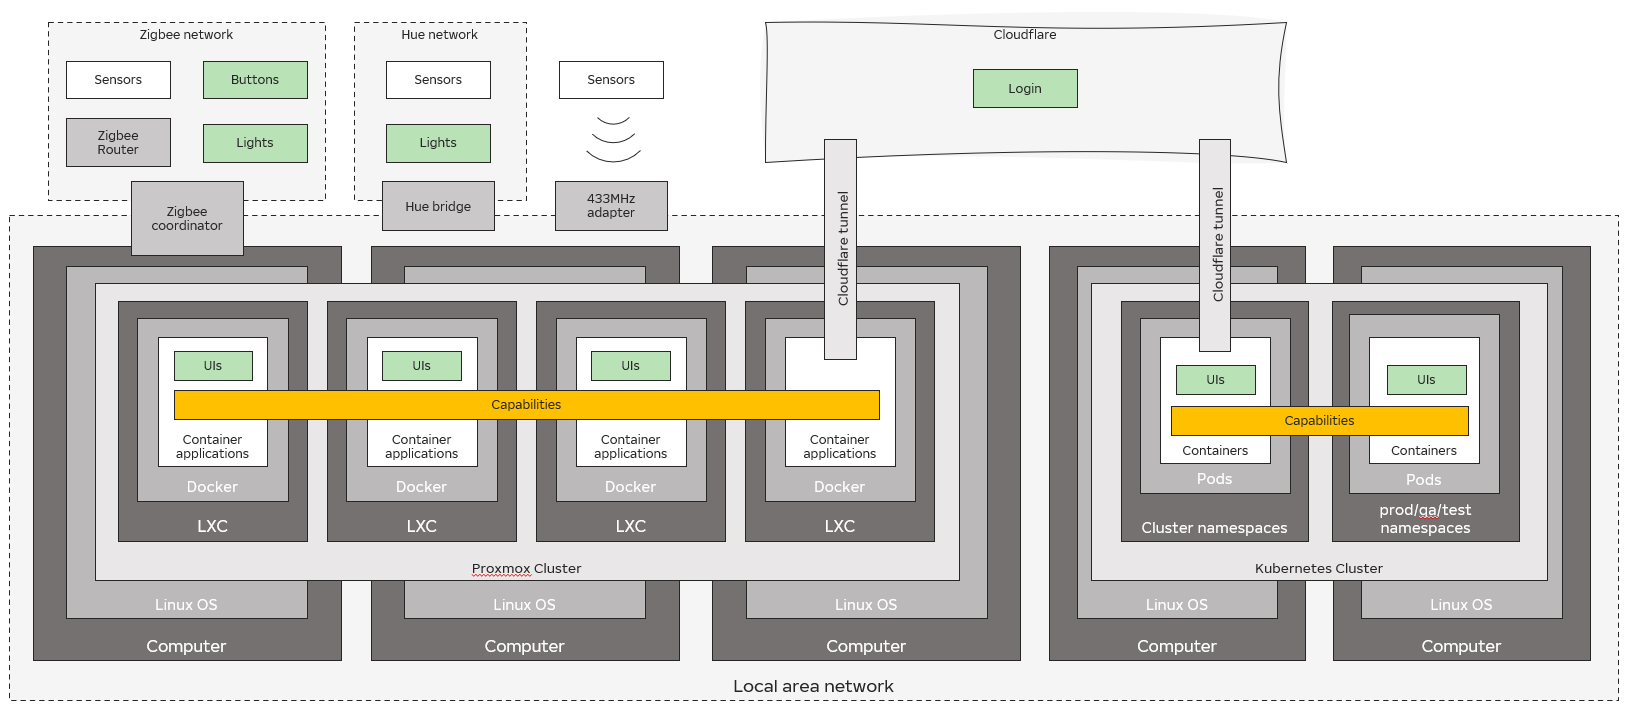 Zigbee network
Hue network
Cloudflare
Sensors
Buttons
Sensors
Sensors
Login
Zigbee
Router
Lights
Lights
Zigbee
coordinator
Hue bridge
433MHz
adapter
Cloudflare tunnel
Cloudflare tunnel
UIs
UIs
UIs
UIs
UIs
Capabilities
Capabilities
Container
applications
Container
applications
Container
applications
Container
applications
Containers
Containers
Docker
Docker
Docker
Docker
Pods
Pods
LXC
LXC
LXC
LXC
Cluster namespaces
prod/qa/test
namespaces
Proxmox Cluster
Kubernetes Cluster
Linux OS
Linux OS
Linux OS
Linux OS
Linux OS
Computer
Computer
Computer
Computer
Computer
Local area network